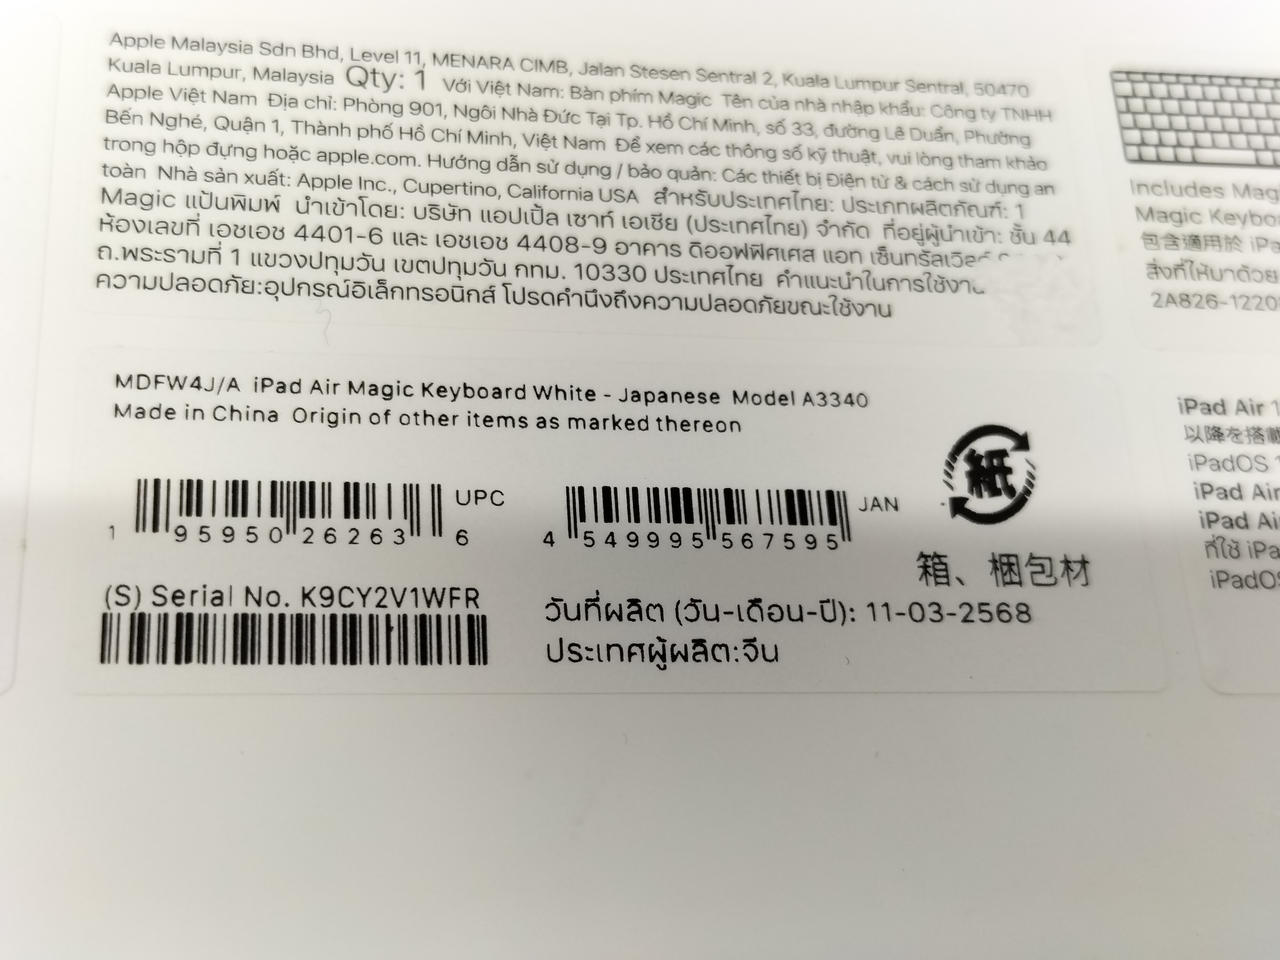 Apple Malaysia Sdn Bhd, Level 11, MENARA CIMB, Jalan Stesen Sentral 2, Kuala Lumpur Sentral, 50470
Kuala Lumpur, Malaysia Qty: 1 Với Việt Nam: Bàn phím Magic Tên của nhà nhập khẩu: Công ty TNHH
Apple Việt Nam Địa chỉ: Phòng 901, Ngôi Nhà Đức Tại Tp. Hồ Chí Minh, số 33, đường Lê Duẩn, Phường
Bến Nghé, Quận 1, Thành phố Hồ Chí Minh, Việt Nam Để xem các thông số kỹ thuật, vui lòng tham khảo
trong hộp đựng hoặc apple.com. Hướng dẫn sử dụng / bảo quản: Các thiết bị Điện tử & cách sử dụng an
toàn Nhà sản xuất: Apple Inc., Cupertino, California USA สำหรับประเทศไทย: ประเภทผลิตภัณฑ์: 1
Magic แป้นพิมพ์ นำเข้าโดย: บริษัท แอปเปิ้ล เซาท์ เอเชีย (ประเทศไทย) จำกัด ที่อยู่ผู้นำเข้า: ชั้น 44
ห้องเลขที่ เอชเอช 4401-6 และ เอชเอช 4408-9 อาคาร ดิออฟฟิศเศส แอท เซ็นทรัลเวิลด์
ถ.พระรามที่ 1 แขวงปทุมวัน เขตปทุมวัน กทม. 10330 ประเทศไทย คำแนะนำในการใช้งาน
ความปลอดภัย:อุปกรณ์อิเล็กทรอนิกส์ โปรดคำนึงถึงความปลอดภัยขณะใช้งาน
Includes Mag
Magic Keyboa
包含適用於 iPa
สิ่งที่ให้มาด้วย
2A826-1220
MDFW4J/A iPad Air Magic Keyboard White - Japanese Model A3340
Made in China Origin of other items as marked thereon
UPC
1 95950 26263 6
JAN
4 549995 567595
紙
箱、梱包材
(S) Serial No. K9CY2V1WFR
วันที่ผลิต (วัน-เดือน-ปี): 11-03-2568
ประเทศผู้ผลิต:จีน
iPad Air 1
以降を搭載
iPadOS 1
iPad Air
iPad Ai
ที่ใช้ iPa
iPadOS